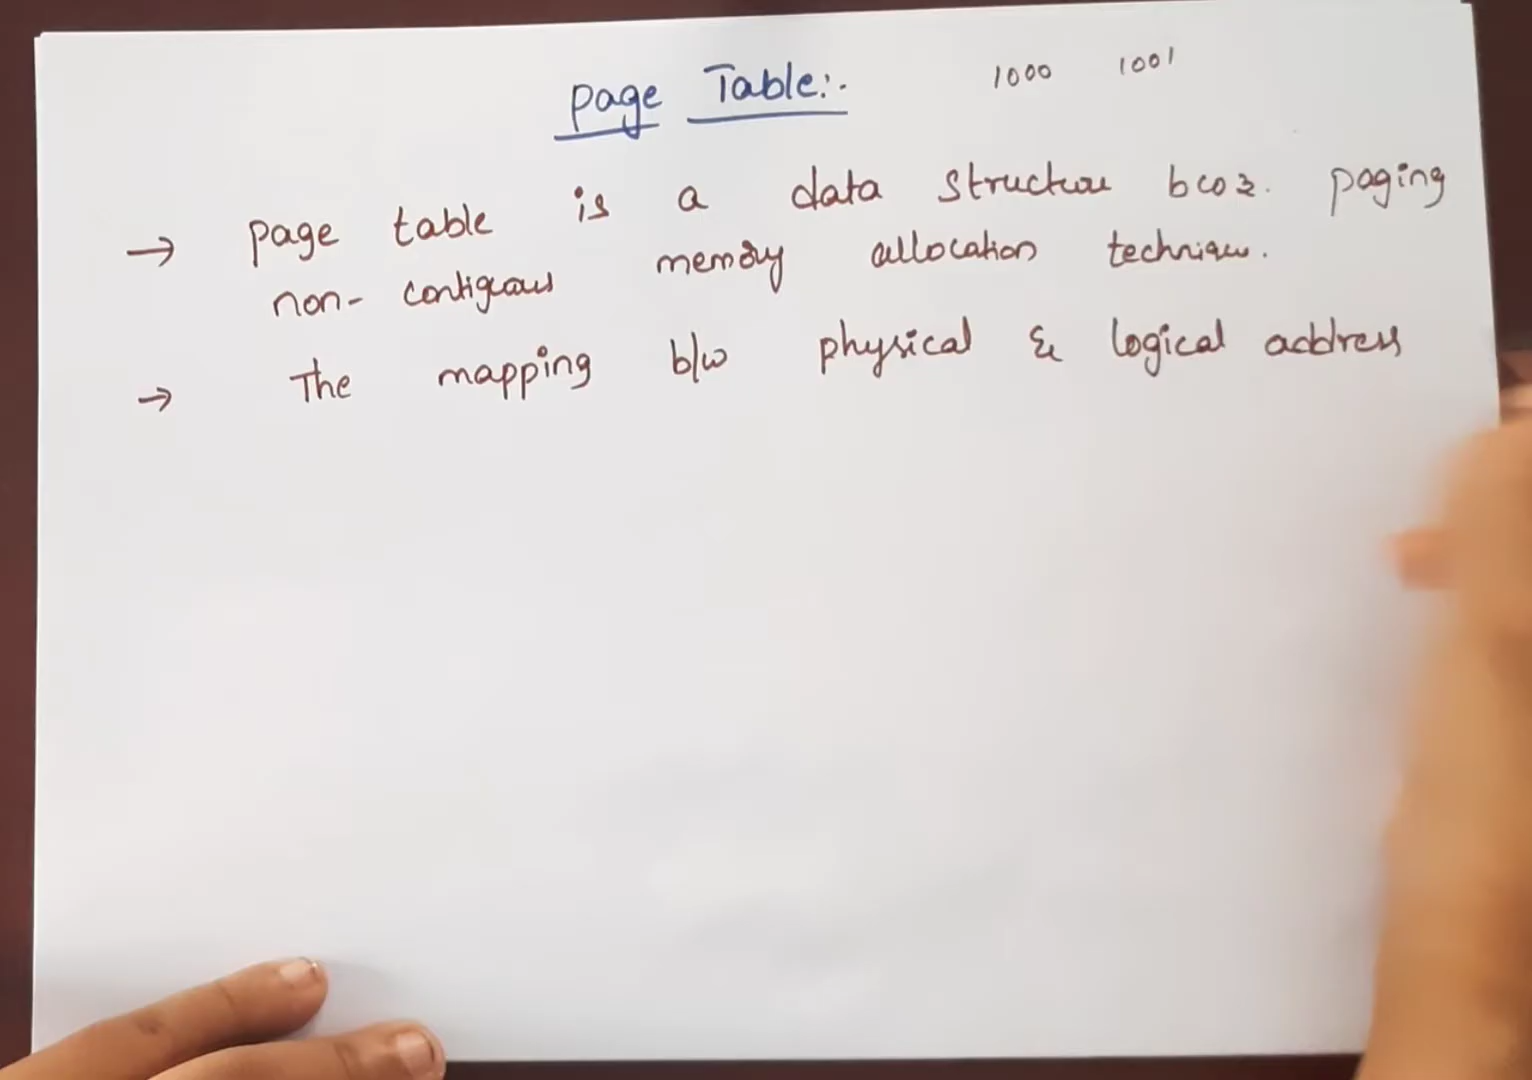 Page Table:- 1000 1001
→ page table is a data structure bcoz. paging
non- contiguous memory allocation technique.
→ The mapping b/w physical & logical address